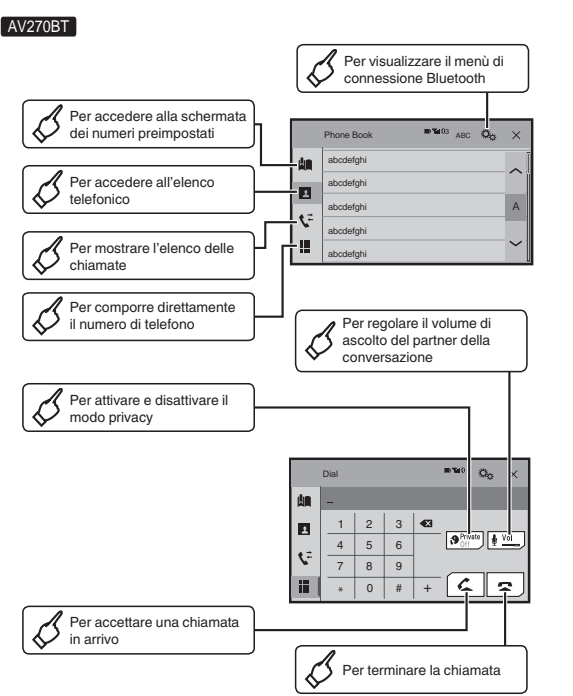 AV270BT
Per visualizzare il menù di
connessione Bluetooth
Per accedere alla schermata
dei numeri preimpostati
Per accedere all'elenco
telefonico
Per mostrare l'elenco delle
chiamate
Per comporre direttamente
il numero di telefono
Phone Book
ABC
abcdefghi
abcdefghi
abcdefghi
A
abcdefghi
abcdefghi
Per regolare il volume di
ascolto del partner della
conversazione
Per attivare e disattivare il
modo privacy
Dial
_
1 2 3
4 5 6
7 8 9
* 0 # +
Private
Off
Vol
Per accettare una chiamata
in arrivo
Per terminare la chiamata